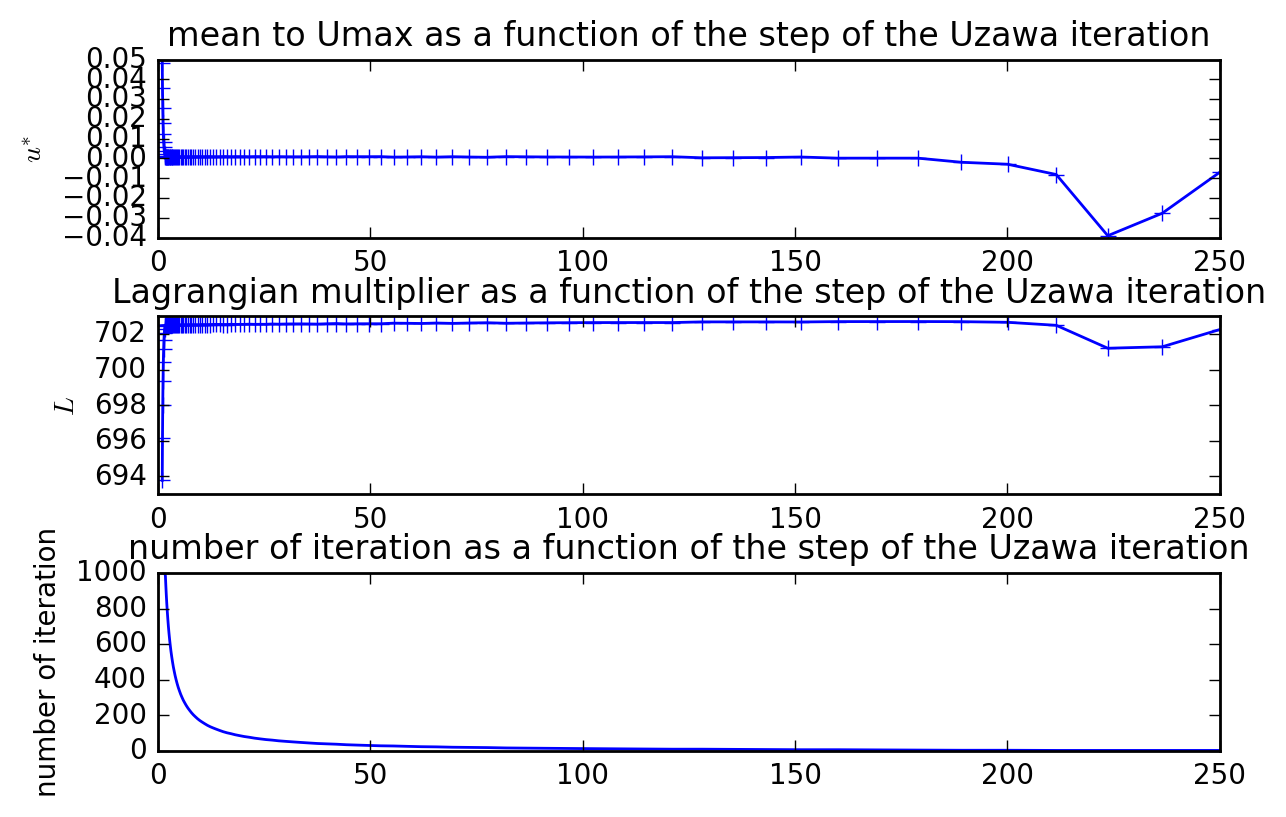 mean to Umax as a function of the step of the Uzawa iteration
0.05
0.04
0.03
0.02
0.01
0.00
−0.01
−0.02
−0.03
−0.04
u*
0 50 100 150 200 250
Lagrangian multiplier as a function of the step of the Uzawa iteration
702
700
698
696
694
L
0 50 100 150 200 250
number of iteration as a function of the step of the Uzawa iteration
1000
800
600
400
200
0
number of iteration
0 50 100 150 200 250